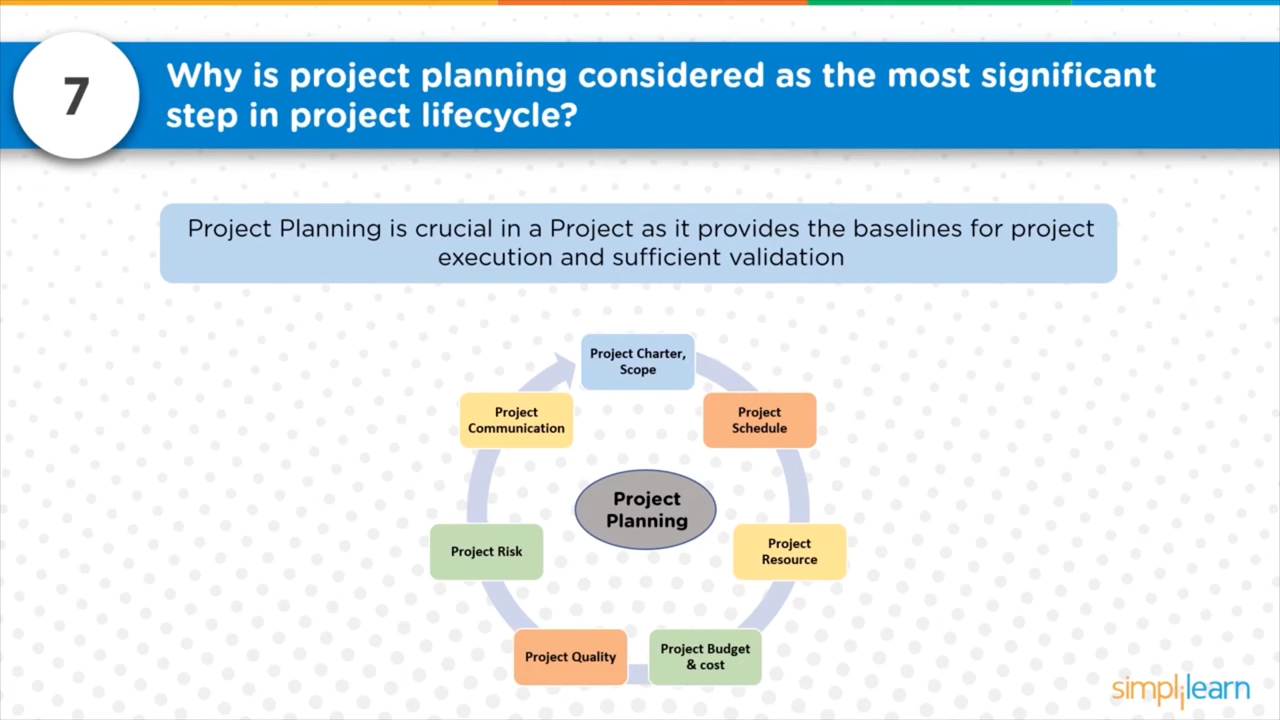 7
Why is project planning considered as the most significant
step in project lifecycle?
Project Planning is crucial in a Project as it provides the baselines for project
execution and sufficient validation
Project Charter,
Scope
Project
Schedule
Project
Resource
Project Budget
& cost
Project Quality
Project Risk
Project
Communication
Project
Planning
simplilearn